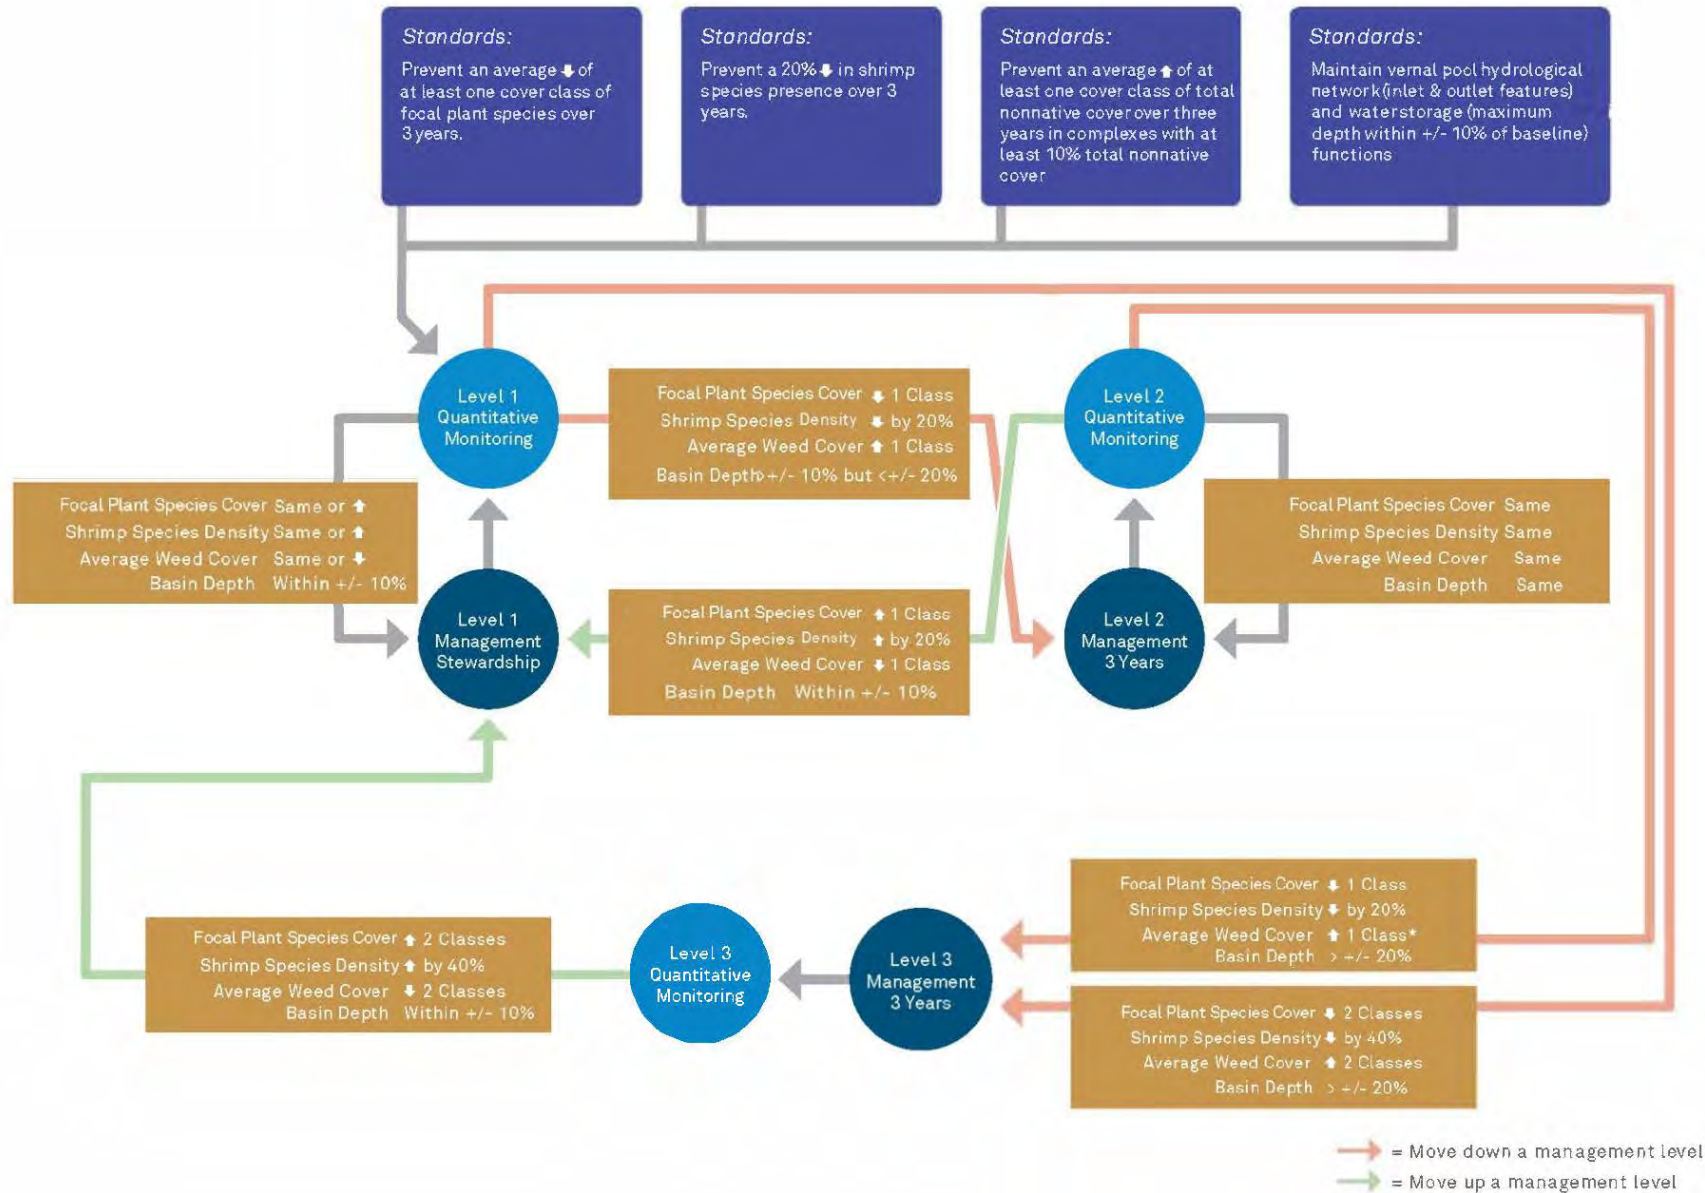 Standards:
Prevent an average ⬇ of
at least one cover class of
focal plant species over
3 years.
Standards:
Prevent a 20% ⬇ in shrimp
species presence over 3
years.
Standards:
Prevent an average ⬆ of at
least one cover class of total
nonnative cover over three
years in complexes with at
least 10% total nonnative
cover
Standards:
Maintain vernal pool hydrological
network (inlet & outlet features)
and water storage (maximum
depth within +/- 10% of baseline)
functions
Level 1
Quantitative
Monitoring
Focal Plant Species Cover ⬇ 1 Class
Shrimp Species Density ⬇ by 20%
Average Weed Cover ⬆ 1 Class
Basin Depth > +/- 10% but < +/- 20%
Level 2
Quantitative
Monitoring
Focal Plant Species Cover Same or ⬆
Shrimp Species Density Same or ⬆
Average Weed Cover Same or ⬇
Basin Depth Within +/- 10%
Focal Plant Species Cover Same
Shrimp Species Density Same
Average Weed Cover Same
Basin Depth Same
Level 1
Management
Stewardship
Focal Plant Species Cover ⬆ 1 Class
Shrimp Species Density ⬆ by 20%
Average Weed Cover ⬇ 1 Class
Basin Depth Within +/- 10%
Level 2
Management
3 Years
Focal Plant Species Cover ⬆ 2 Classes
Shrimp Species Density ⬆ by 40%
Average Weed Cover ⬇ 2 Classes
Basin Depth Within +/- 10%
Level 3
Quantitative
Monitoring
Level 3
Management
3 Years
Focal Plant Species Cover ⬇ 1 Class
Shrimp Species Density ⬇ by 20%
Average Weed Cover ⬆ 1 Class*
Basin Depth > +/- 20%
Focal Plant Species Cover ⬇ 2 Classes
Shrimp Species Density ⬇ by 40%
Average Weed Cover ⬆ 2 Classes
Basin Depth > +/- 20%
= Move down a management level
= Move up a management level